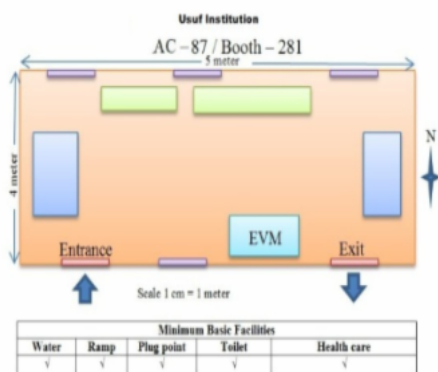 Usuf Institution
AC – 87 / Booth – 281
5 meter
4 meter
N
EVM
Entrance
Exit
Scale 1 cm = 1 meter
Minimum Basic Facilities
Water Ramp Plug point Toilet Health care
√ √ √ √ √